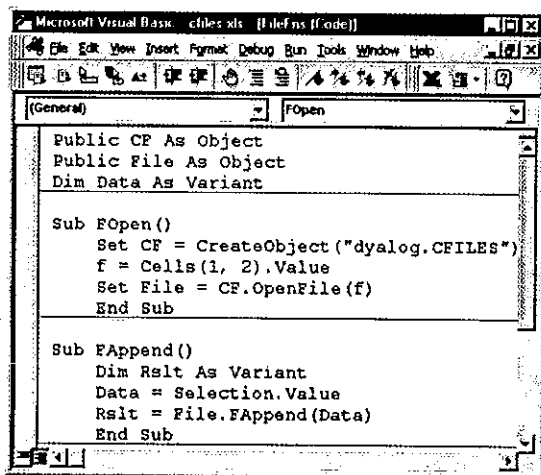 Microsoft Visual Basic cfiles.xls [FileFns (Code)]
File Edit View Insert Format Debug Run Tools Window Help
(General) FOpen
Public CF As Object
Public File As Object
Dim Data As Variant
Sub FOpen()
Set CF = CreateObject("dyalog.CFILES")
f = Cells(1, 2).Value
Set File = CF.OpenFile(f)
End Sub
Sub FAppend()
Dim Rslt As Variant
Data = Selection.Value
Rslt = File.FAppend(Data)
End Sub